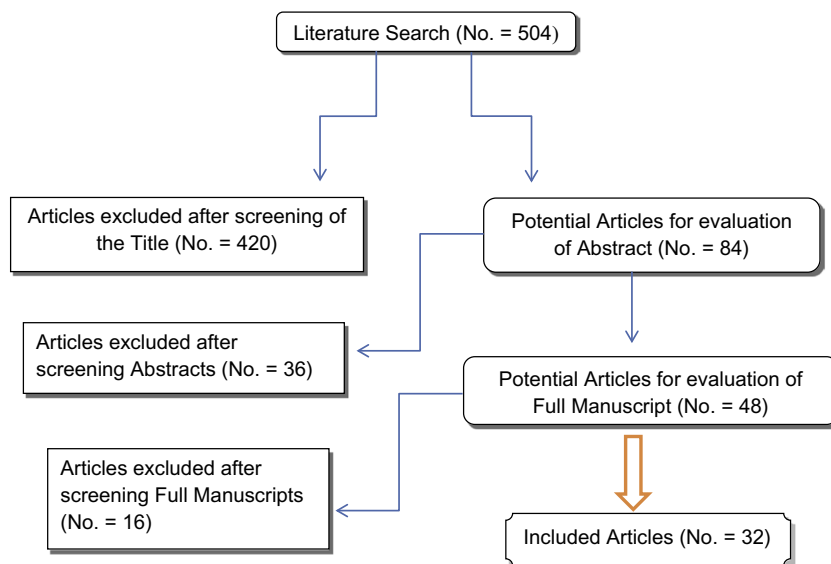 Literature Search (No. = 504)
Articles excluded after screening of
the Title (No. = 420)
Potential Articles for evaluation
of Abstract (No. = 84)
Articles excluded after
screening Abstracts (No. = 36)
Potential Articles for evaluation of
Full Manuscript (No. = 48)
Articles excluded after
screening Full Manuscripts
(No. = 16)
Included Articles (No. = 32)